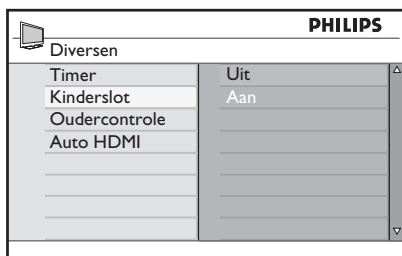 PHILIPS
Diversen
Timer
Uit
Kinderslot
Aan
Oudercontrole
Auto HDMI